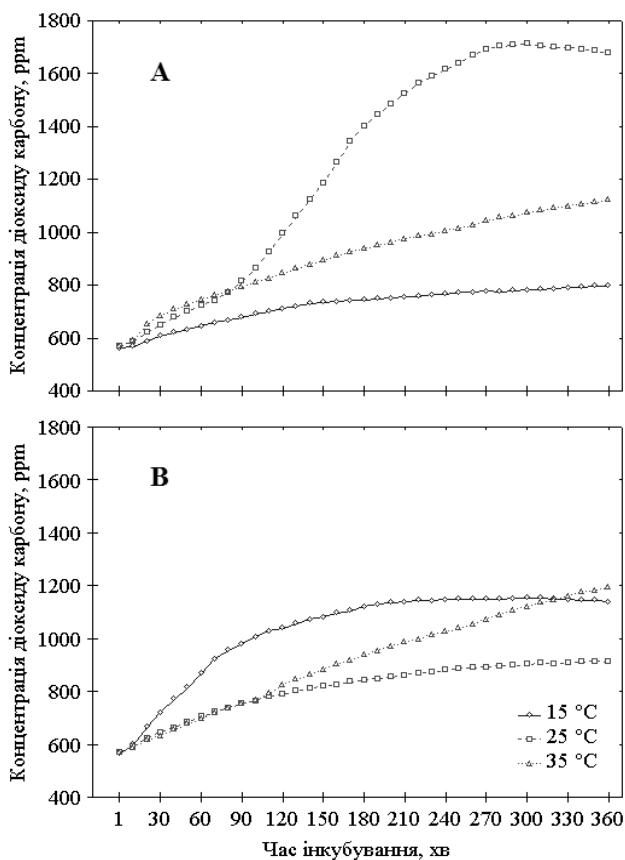 Концентрація діоксиду карбону, ppm
1800
1600
1400
1200
1000
800
600
400
A
Концентрація діоксиду карбону, ppm
1800
1600
1400
1200
1000
800
600
400
B
15 °C
25 °C
35 °C
1 30 60 90 120 150 180 210 240 270 300 330 360
Час інкубування, хв